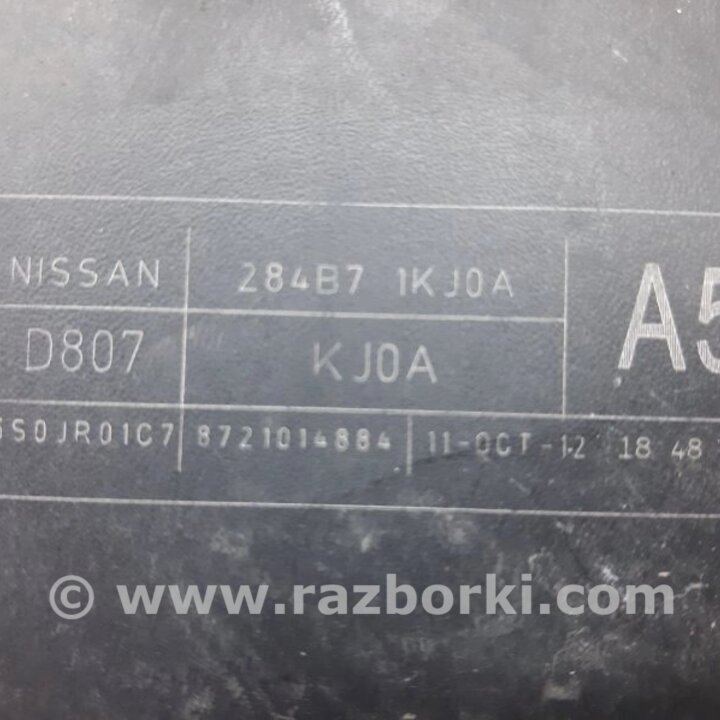 NISSAN 284B7 1KJ0A
D807 KJ0A A5
S0JR01C7 8721014884 11-OCT-12 18 48
© www.razborki.com